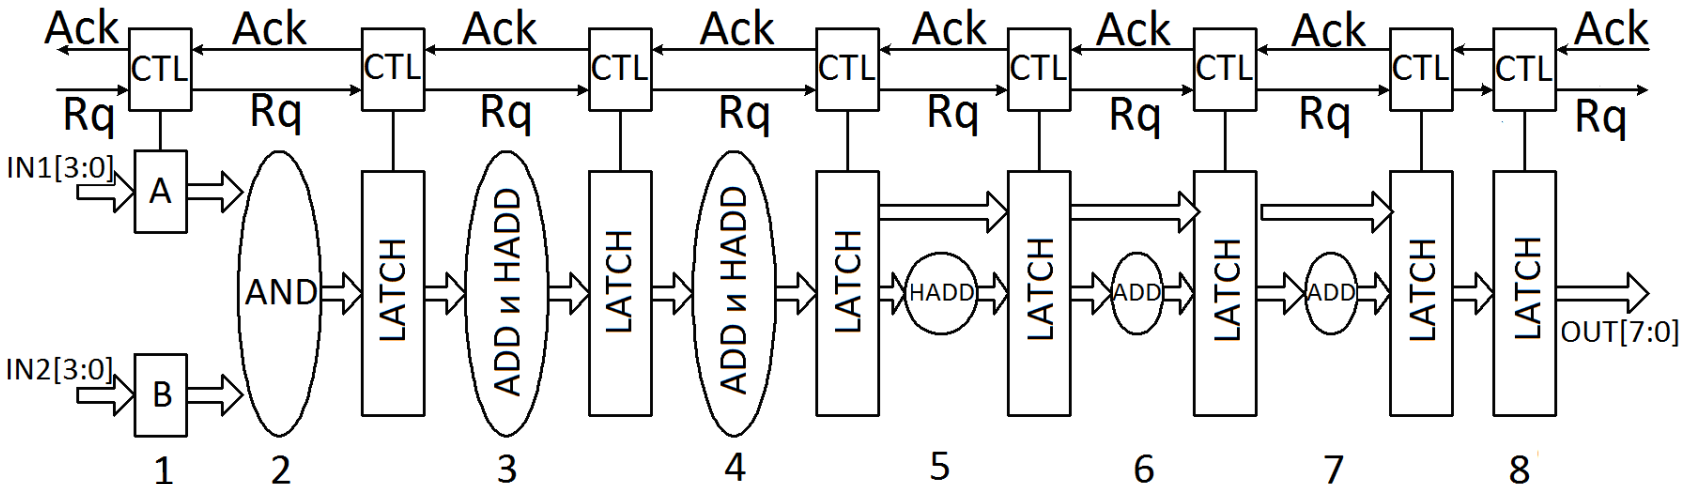 Ack Ack Ack Ack Ack Ack Ack Ack
CTL CTL CTL CTL CTL CTL CTL CTL
Rq Rq Rq Rq Rq Rq Rq Rq
IN1[3:0]
A
AND
LATCH
ADD и HADD
LATCH
ADD и HADD
LATCH
HADD
LATCH
ADD
LATCH
ADD
LATCH
LATCH
OUT[7:0]
IN2[3:0]
B
1 2 3 4 5 6 7 8